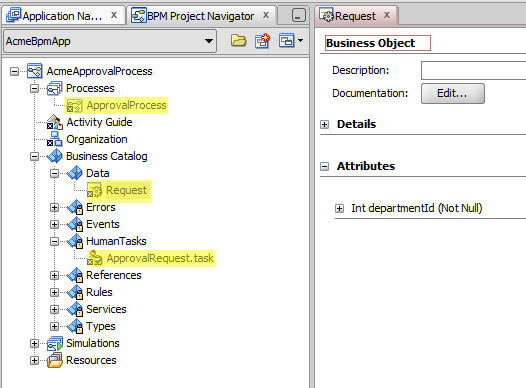 Application Na...
BPM Project Navigator
AcmeBpmApp
AcmeApprovalProcess
Processes
ApprovalProcess
Activity Guide
Organization
Business Catalog
Data
Request
Errors
Events
HumanTasks
ApprovalRequest.task
References
Rules
Services
Types
Simulations
Resources
Request
Business Object
Description:
Documentation:
Edit...
Details
Attributes
Int departmentId (Not Null)